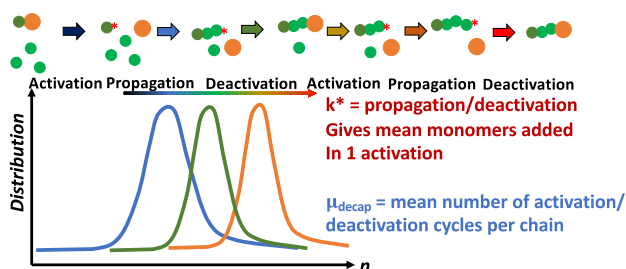 Activation Propagation Deactivation Activation Propagation Deactivation
k* = propagation/deactivation
Gives mean monomers added
In 1 activation
μdecap = mean number of activation/
deactivation cycles per chain
Distribution
n